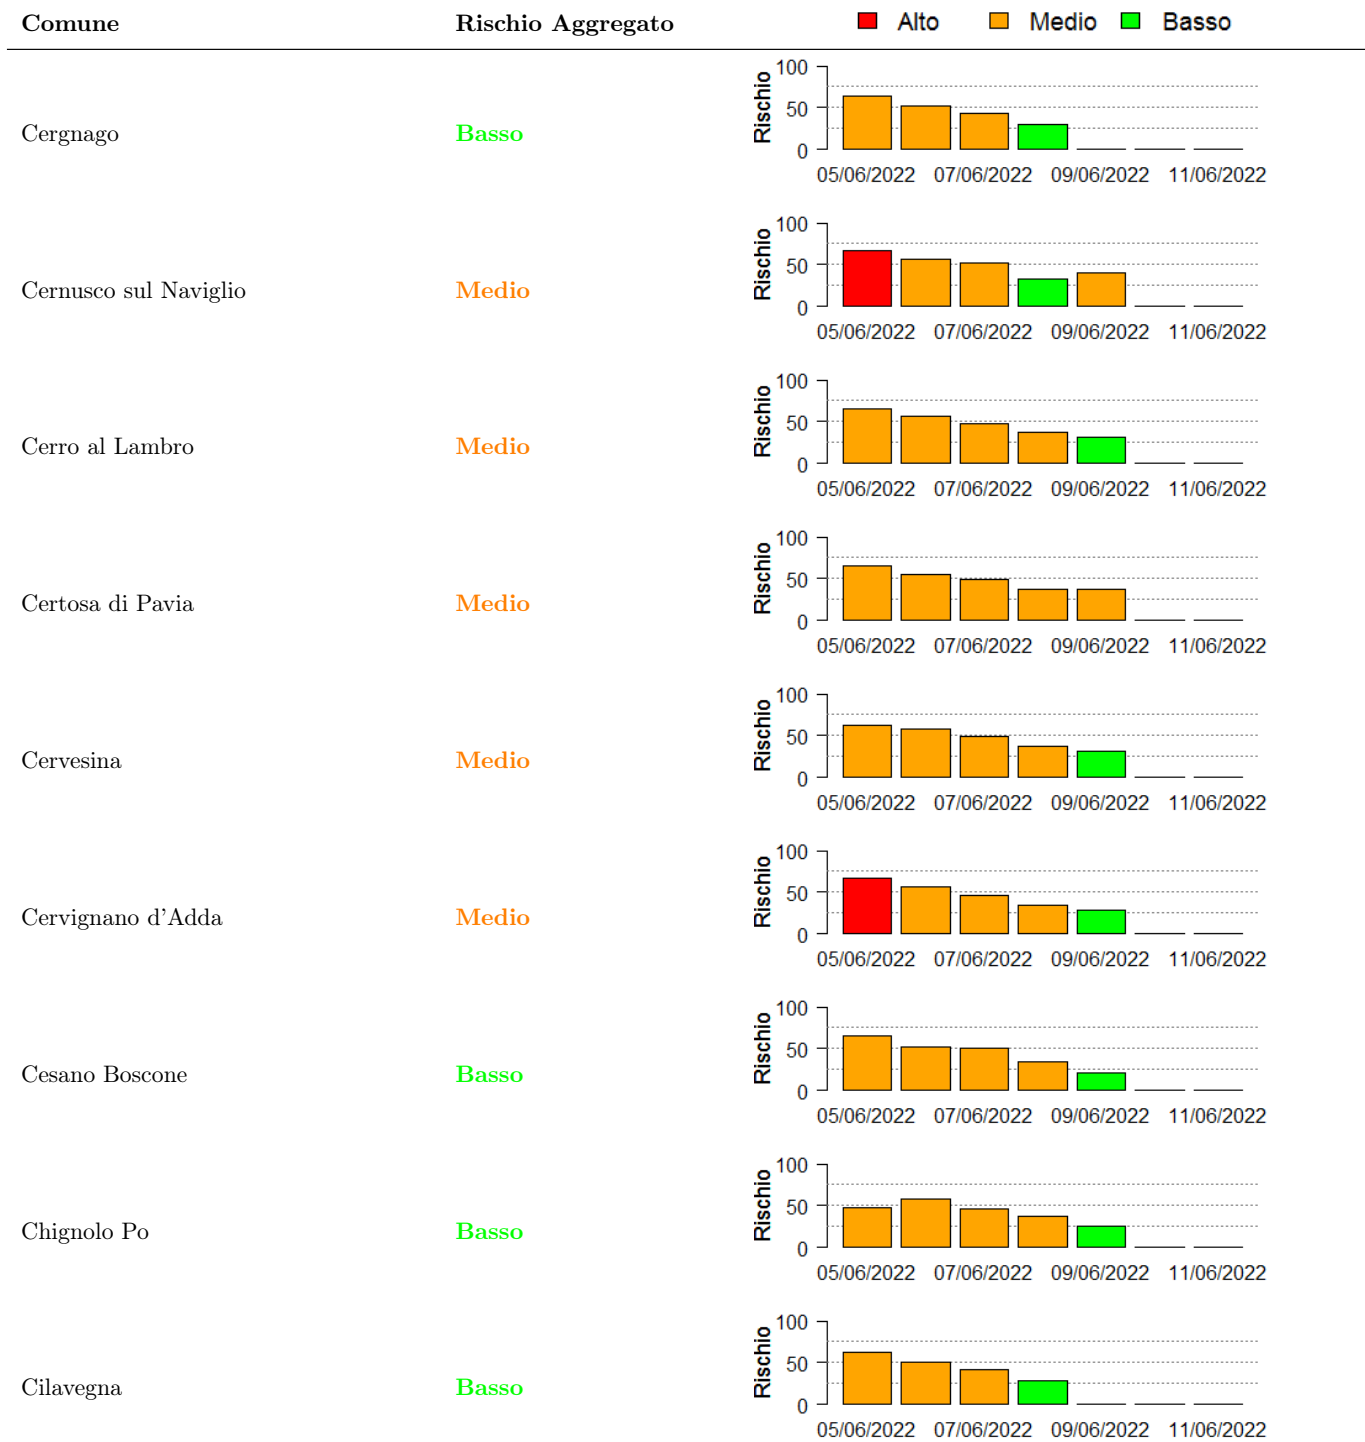 Comune Rischio Aggregato Alto Medio Basso
100
50
0
Rischio
Cergnago Basso
05/06/2022 07/06/2022 09/06/2022 11/06/2022
100
50
0
Rischio
Cernusco sul Naviglio Medio
05/06/2022 07/06/2022 09/06/2022 11/06/2022
100
50
0
Rischio
Cerro al Lambro Medio
05/06/2022 07/06/2022 09/06/2022 11/06/2022
100
50
0
Rischio
Certosa di Pavia Medio
05/06/2022 07/06/2022 09/06/2022 11/06/2022
100
50
0
Rischio
Cervesina Medio
05/06/2022 07/06/2022 09/06/2022 11/06/2022
100
50
0
Rischio
Cervignano d'Adda Medio
05/06/2022 07/06/2022 09/06/2022 11/06/2022
100
50
0
Rischio
Cesano Boscone Basso
05/06/2022 07/06/2022 09/06/2022 11/06/2022
100
50
0
Rischio
Chignolo Po Basso
05/06/2022 07/06/2022 09/06/2022 11/06/2022
100
50
0
Rischio
Cilavegna Basso
05/06/2022 07/06/2022 09/06/2022 11/06/2022